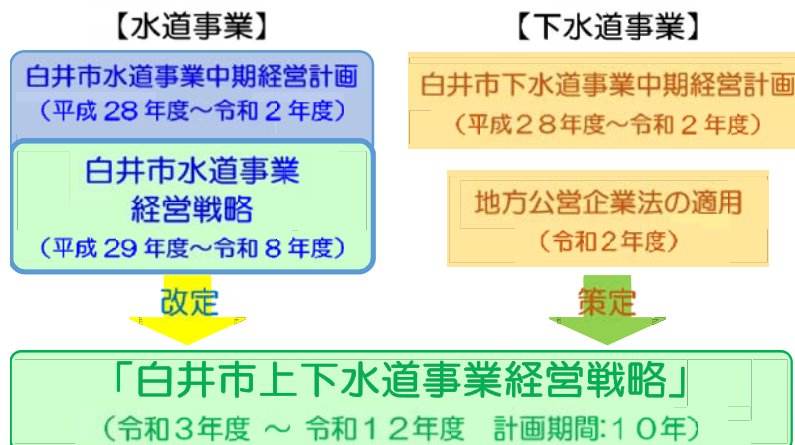 【水道事業】
白井市水道事業中期経営計画
（平成28年度～令和2年度）
白井市水道事業
経営戦略
（平成29年度～令和8年度）
改定
【下水道事業】
白井市下水道事業中期経営計画
（平成２８年度～令和２年度）
地方公営企業法の適用
（令和２年度）
策定
「白井市上下水道事業経営戦略」
（令和３年度 ～ 令和１２年度　計画期間:１０年）